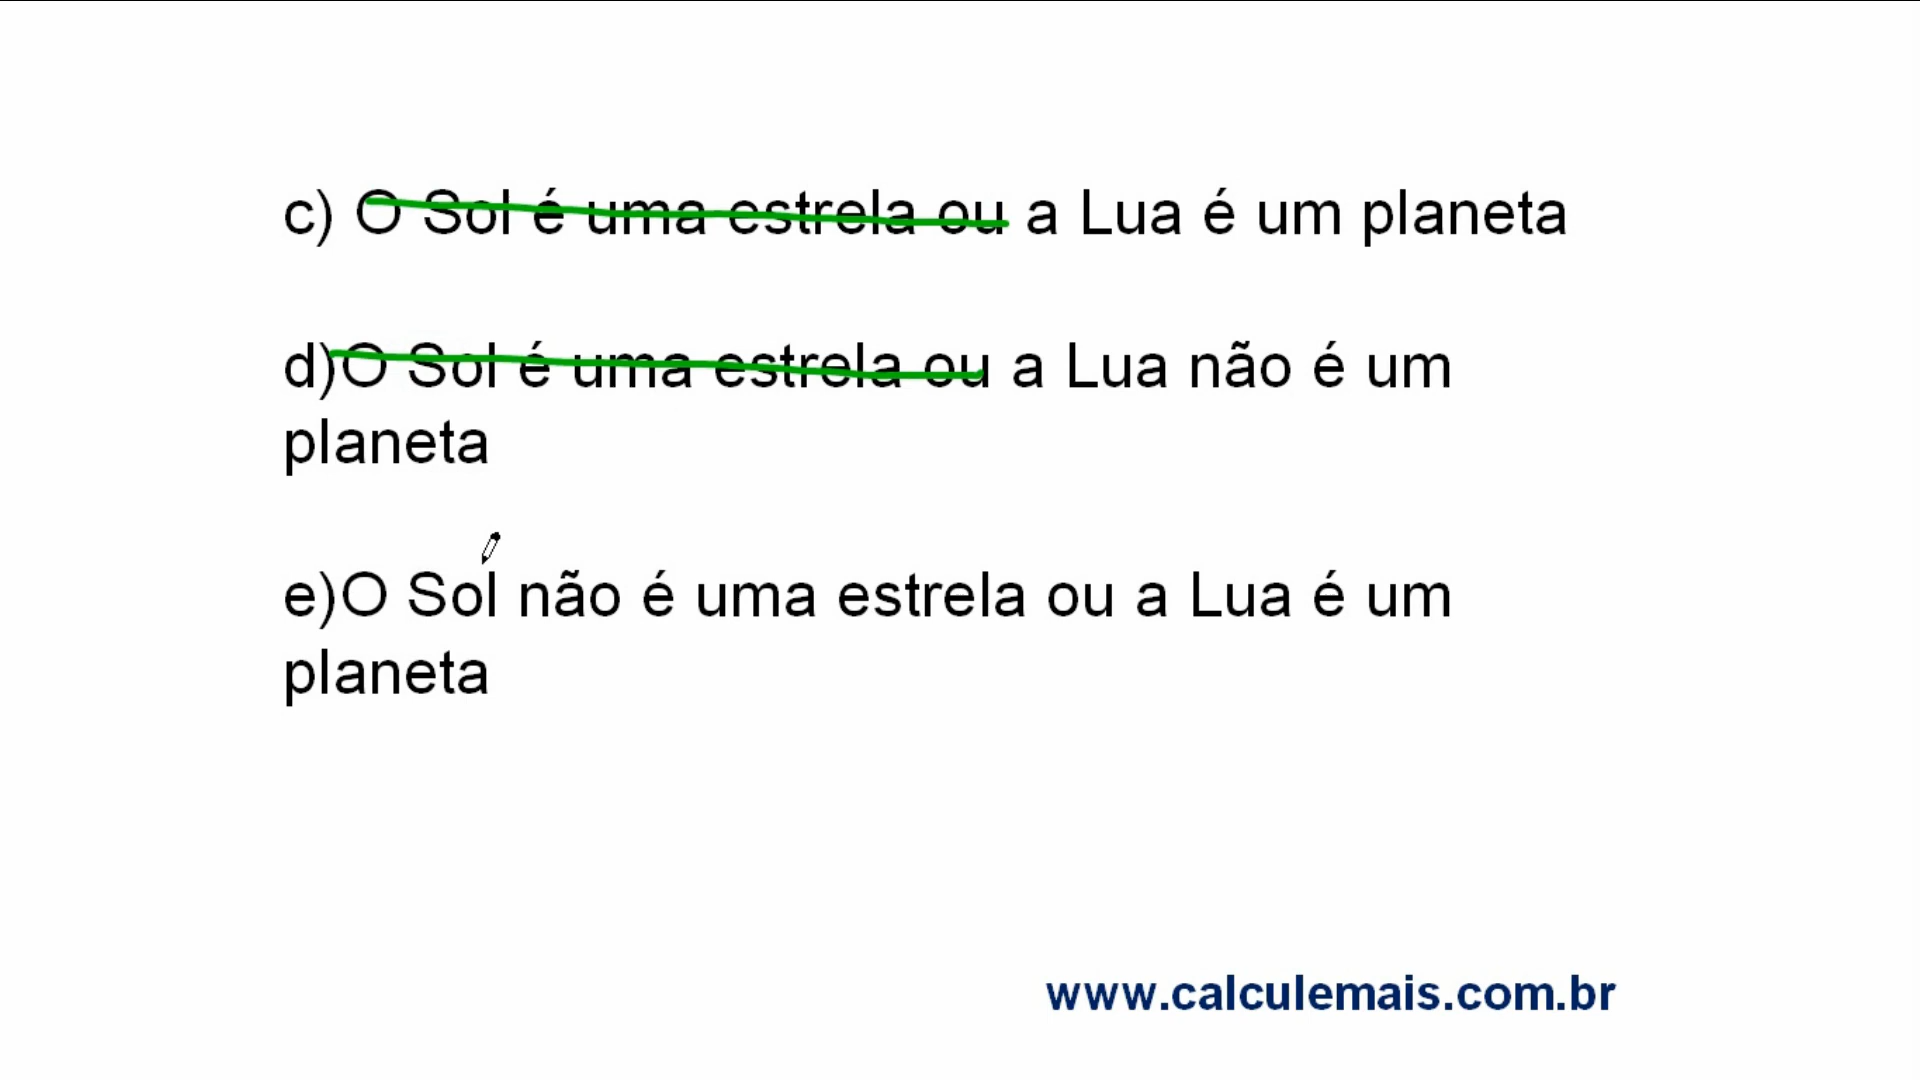 c) O Sol é uma estrela ou a Lua é um planeta
d)O Sol é uma estrela ou a Lua não é um
planeta
e)O Sol não é uma estrela ou a Lua é um
planeta
www.calculemais.com.br